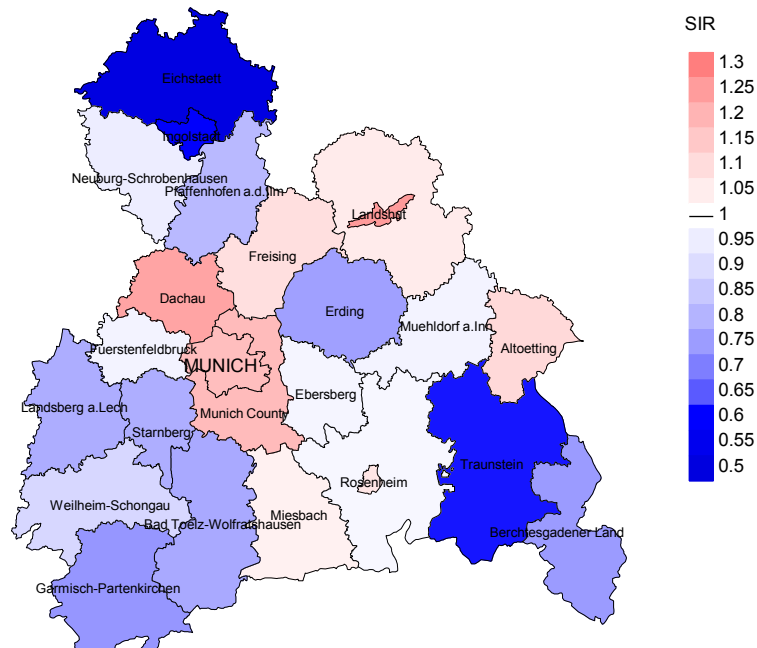 SIR
1.3
1.25
1.2
1.15
1.1
1.05
1
0.95
0.9
0.85
0.8
0.75
0.7
0.65
0.6
0.55
0.5
Eichstaett
Ingolstadt
Neuburg-Schrobenhausen
Pfaffenhofen a.d.Ilm
Landshut
Freising
Dachau
Erding
Muehldorf a.Inn
Altoetting
Fuerstenfeldbruck
MUNICH
Ebersberg
Landsberg a.Lech
Munich County
Starnberg
Traunstein
Rosenheim
Weilheim-Schongau
Miesbach
Bad Toelz-Wolfratshausen
Berchtesgadener Land
Garmisch-Partenkirchen